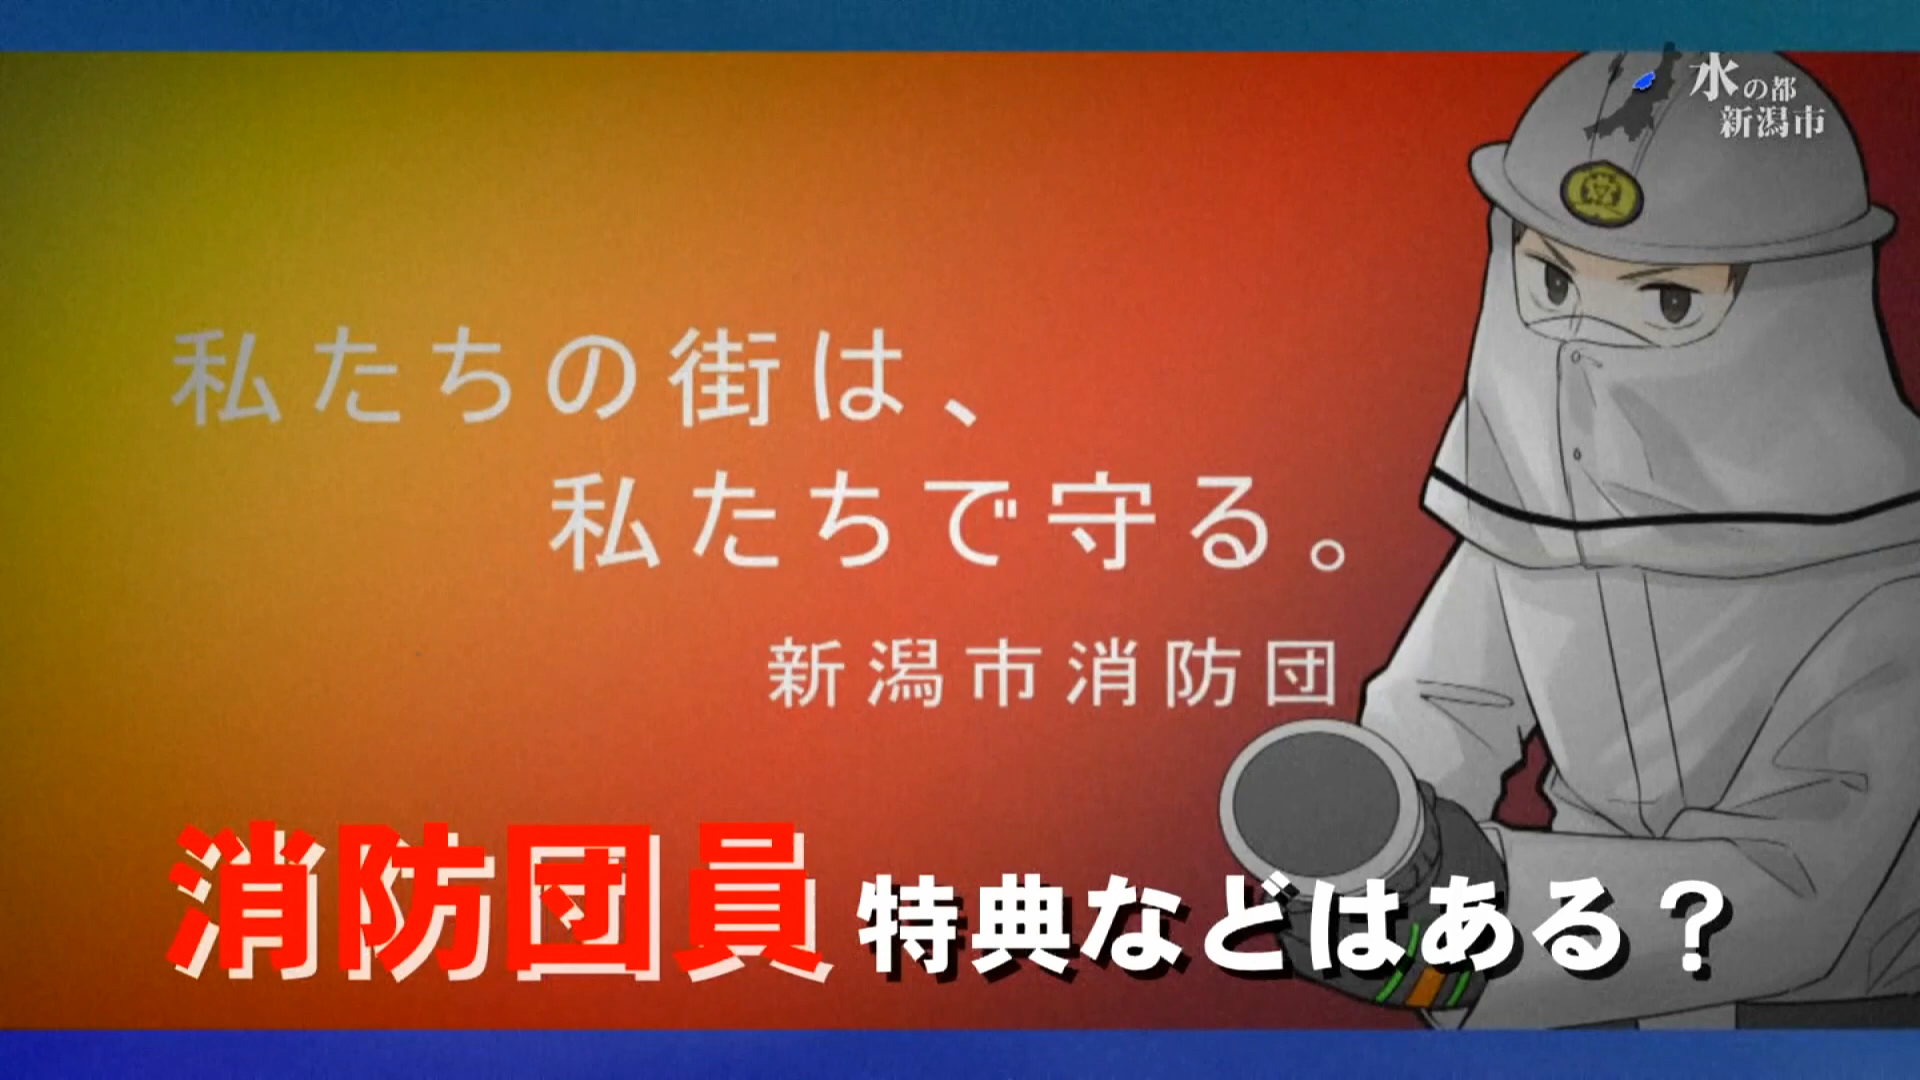 水の都
新潟市
私たちの街は、
私たちで守る。
新潟市消防団
消防団員 特典などはある？